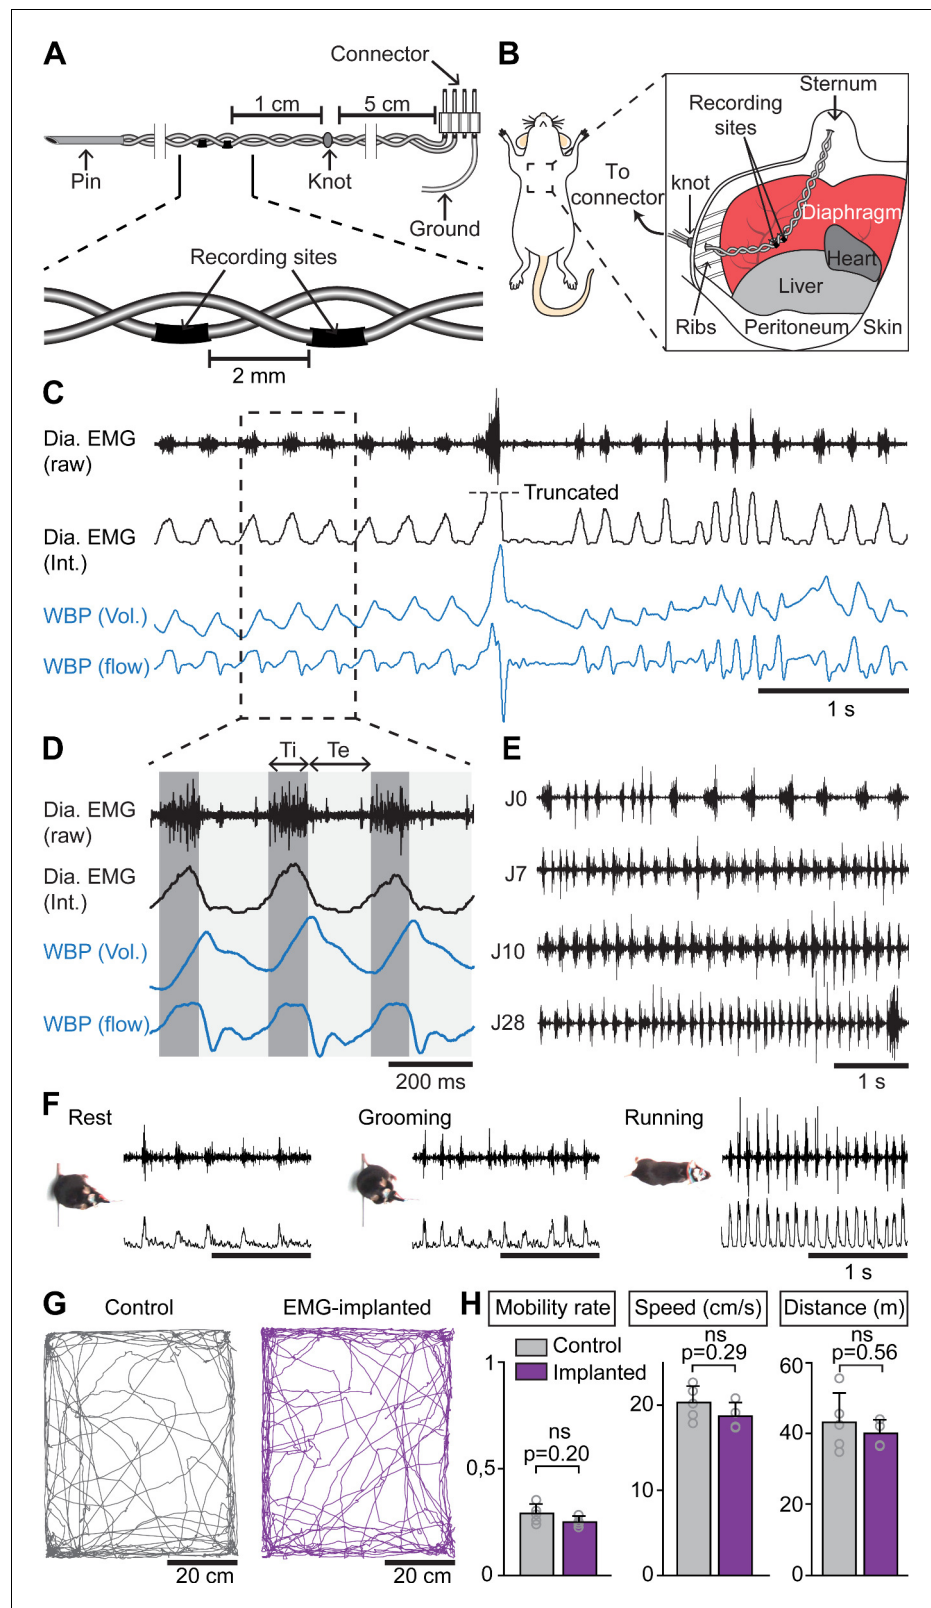 A
Connector
1 cm
5 cm
Pin
Knot
Ground
Recording sites
2 mm
B
Sternum
Recording
sites
To
connector
knot
Diaphragm
Heart
Liver
Ribs
Peritoneum
Skin
C
Dia. EMG
(raw)
Truncated
Dia. EMG
(Int.)
WBP (Vol.)
WBP (flow)
1 s
D
Ti
Te
Dia. EMG
(raw)
Dia. EMG
(Int.)
WBP (Vol.)
WBP (flow)
200 ms
E
J0
J7
J10
J28
1 s
F
Rest
Grooming
Running
1 s
G
Control
EMG-implanted
20 cm
20 cm
H
Mobility rate
Speed (cm/s)
Distance (m)
Control
Implanted
1
0,5
0
ns
p=0.20
ns
p=0.29
20
10
0
ns
p=0.56
60
40
20
0